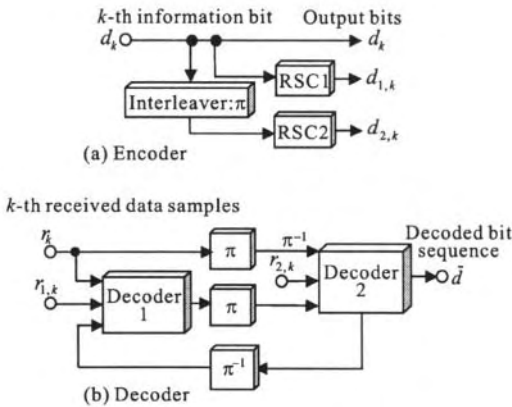 k-th information bit Output bits
d_k d_k
RSC1 d_{1,k}
Interleaver:π
RSC2 d_{2,k}
(a) Encoder
k-th received data samples
Decoded bit
sequence
r_k π π^{-1}
r_{2,k}
Decoder
2
d̃
r_{1,k} Decoder
1
π
π^{-1}
(b) Decoder